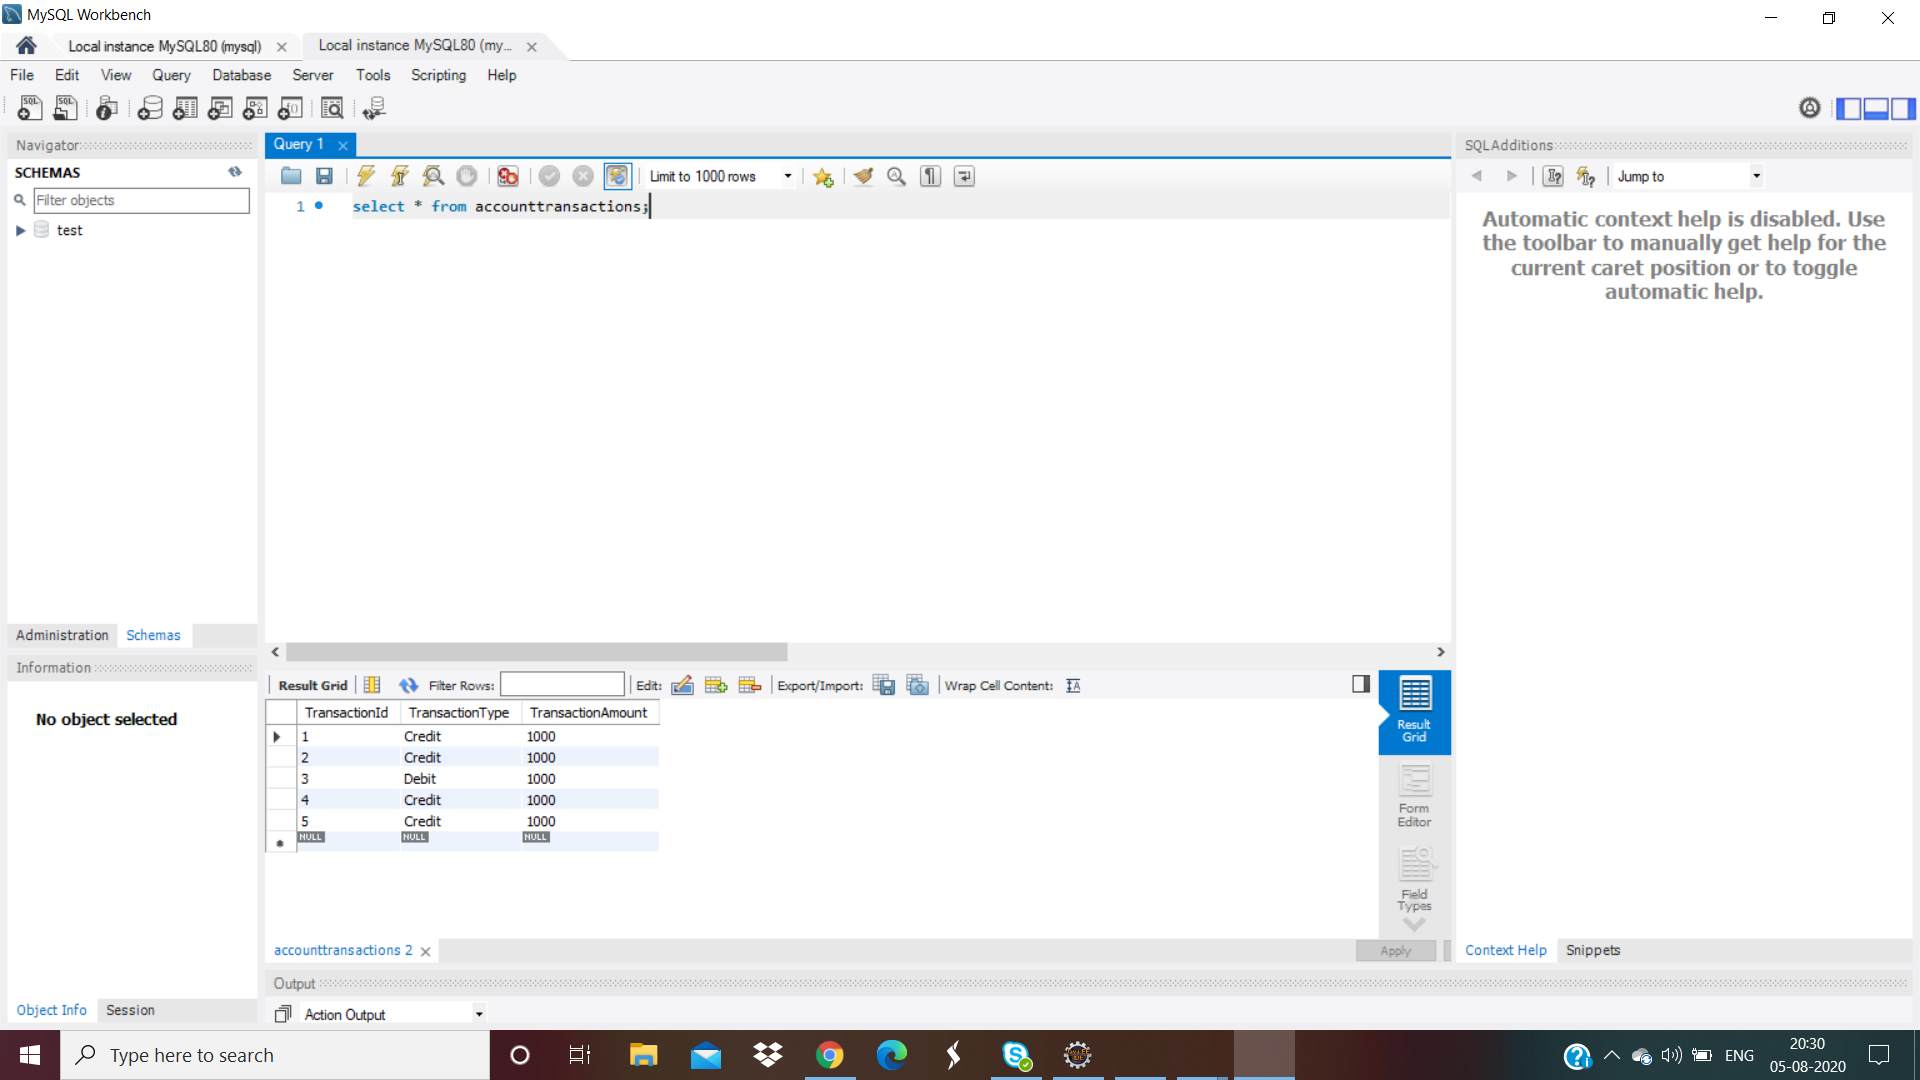 MySQL Workbench
Local instance MySQL80 (mysql)
Local instance MySQL80 (my...
File Edit View Query Database Server Tools Scripting Help
Navigator
SCHEMAS
Filter objects
test
Administration Schemas
Information
No object selected
Object Info Session
Query 1
Limit to 1000 rows
1 select * from accounttransactions;
Result Grid Filter Rows: Edit: Export/Import: Wrap Cell Content:
TransactionId TransactionType TransactionAmount
1 Credit 1000
2 Credit 1000
3 Debit 1000
4 Credit 1000
5 Credit 1000
NULL NULL NULL
Result
Grid
Form
Editor
Field
Types
accounttransactions 2
Apply
Output
Action Output
SQLAdditions
Jump to
Automatic context help is disabled. Use
the toolbar to manually get help for the
current caret position or to toggle
automatic help.
Context Help Snippets
Type here to search
ENG
20:30
05-08-2020